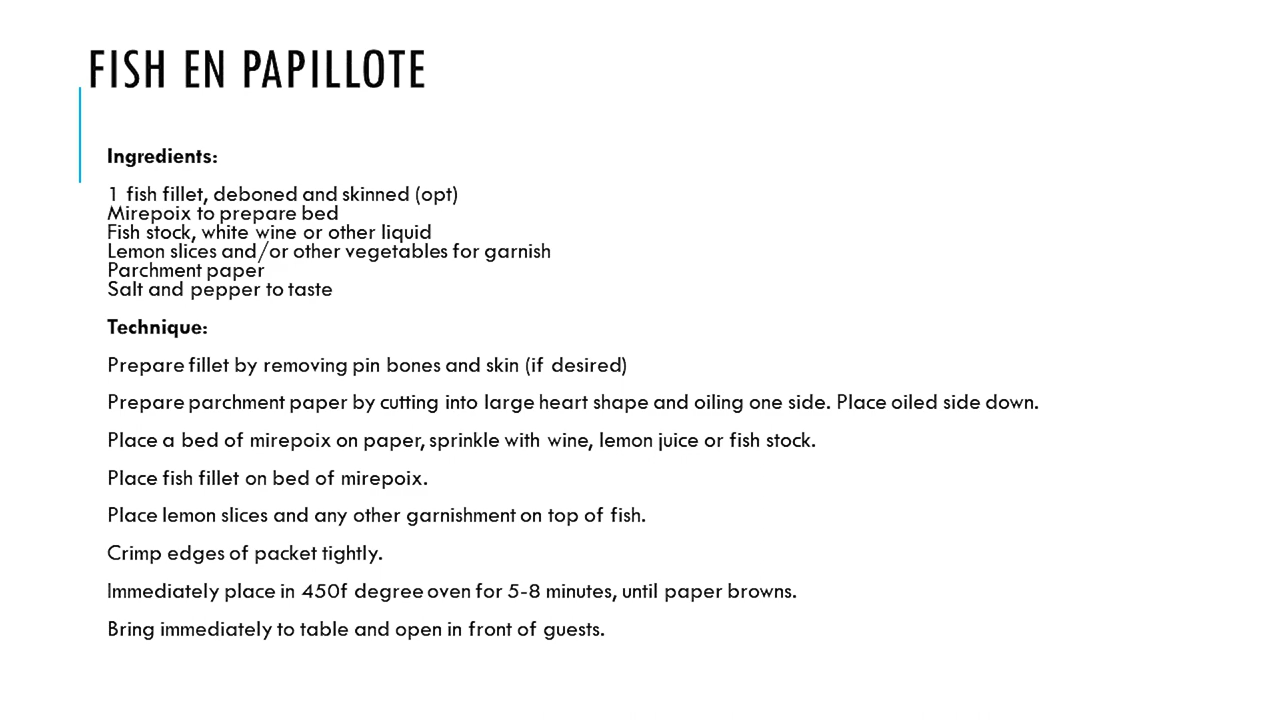 FISH EN PAPILLOTE
Ingredients:
1 fish fillet, deboned and skinned (opt)
Mirepoix to prepare bed
Fish stock, white wine or other liquid
Lemon slices and/or other vegetables for garnish
Parchment paper
Salt and pepper to taste
Technique:
Prepare fillet by removing pin bones and skin (if desired)
Prepare parchment paper by cutting into large heart shape and oiling one side. Place oiled side down.
Place a bed of mirepoix on paper, sprinkle with wine, lemon juice or fish stock.
Place fish fillet on bed of mirepoix.
Place lemon slices and any other garnishment on top of fish.
Crimp edges of packet tightly.
Immediately place in 450f degree oven for 5-8 minutes, until paper browns.
Bring immediately to table and open in front of guests.